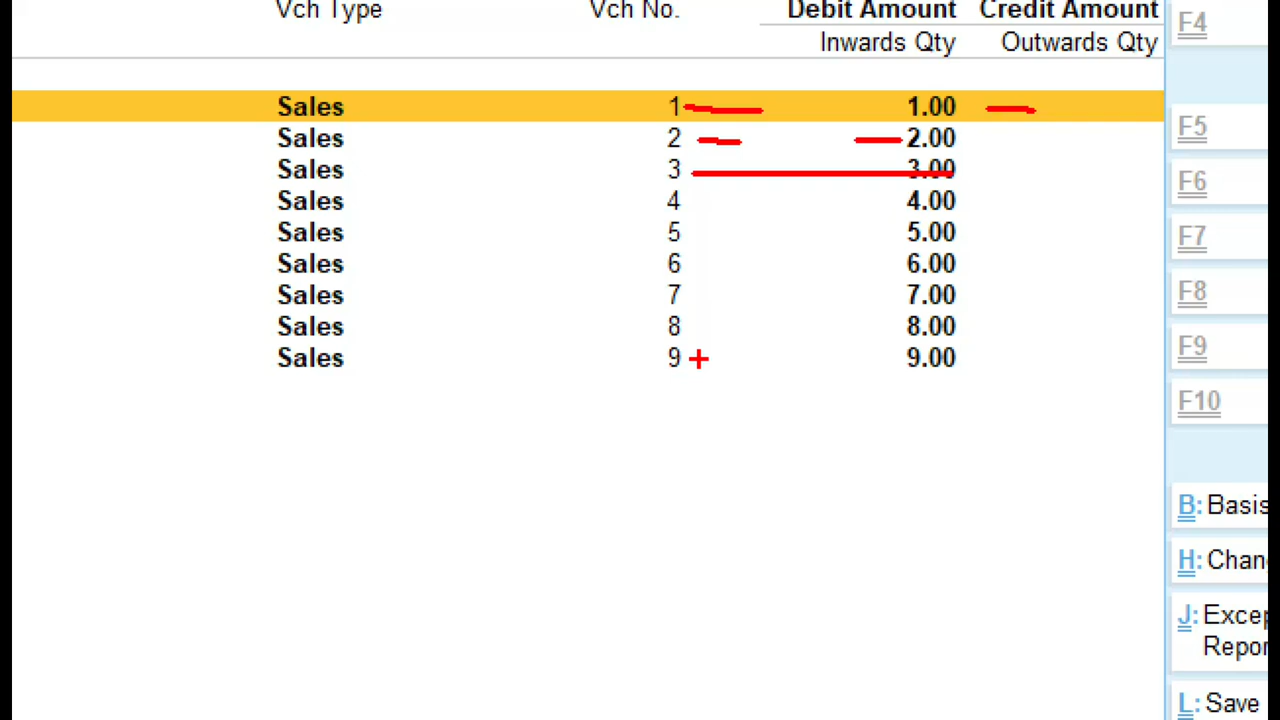 Vch Type Vch No. Debit Amount Credit Amount
Inwards Qty Outwards Qty
Sales 1 1.00
Sales 2 2.00
Sales 3 3.00
Sales 4 4.00
Sales 5 5.00
Sales 6 6.00
Sales 7 7.00
Sales 8 8.00
Sales 9 9.00
F4
F5
F6
F7
F8
F9
F10
B: Basis
H: Chan
J: Excep
Repor
L: Save